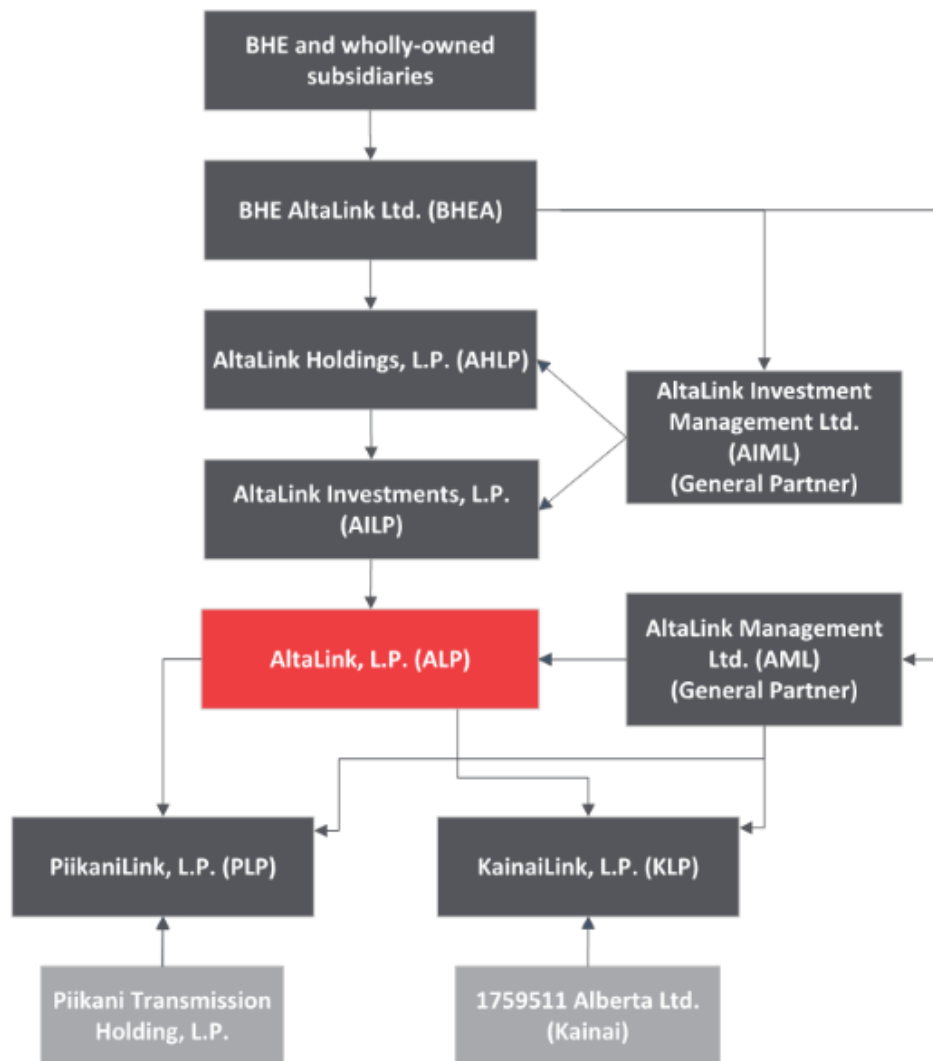 BHE and wholly-owned
subsidiaries
BHE AltaLink Ltd. (BHEA)
AltaLink Holdings, L.P. (AHLP)
AltaLink Investment
Management Ltd.
(AIML)
(General Partner)
AltaLink Investments, L.P.
(AILP)
AltaLink, L.P. (ALP)
AltaLink Management
Ltd. (AML)
(General Partner)
PiikaniLink, L.P. (PLP)
KainaiLink, L.P. (KLP)
Piikani Transmission
Holding, L.P.
1759511 Alberta Ltd.
(Kainai)